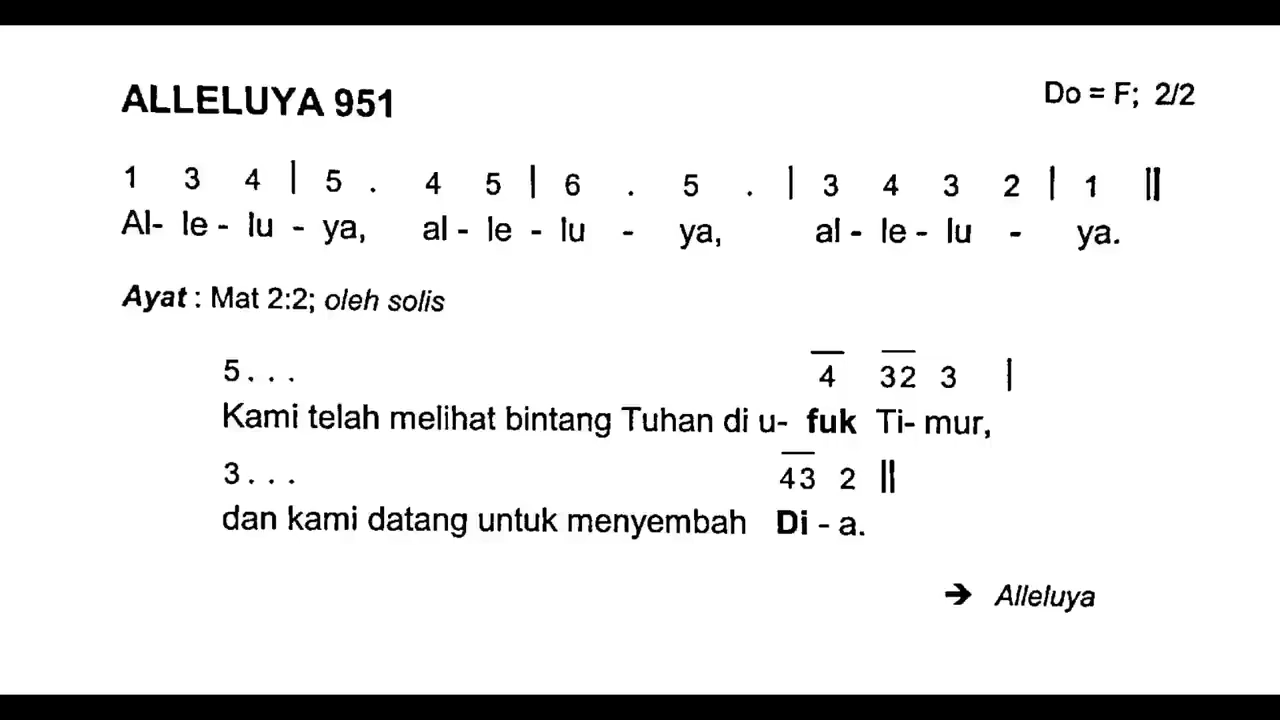 ALLELUYA 951
Do = F; 2/2
1 3 4 | 5 . 4 5 | 6 . 5 . | 3 4 3 2 | 1 ||
Al- le - lu - ya, al - le - lu - ya, al - le - lu - ya.
Ayat : Mat 2:2; oleh solis
5 . . . 4 32 3 |
Kami telah melihat bintang Tuhan di u- fuk Ti- mur,
3 . . . 43 2 ||
dan kami datang untuk menyembah Di - a.
➔ Alleluya